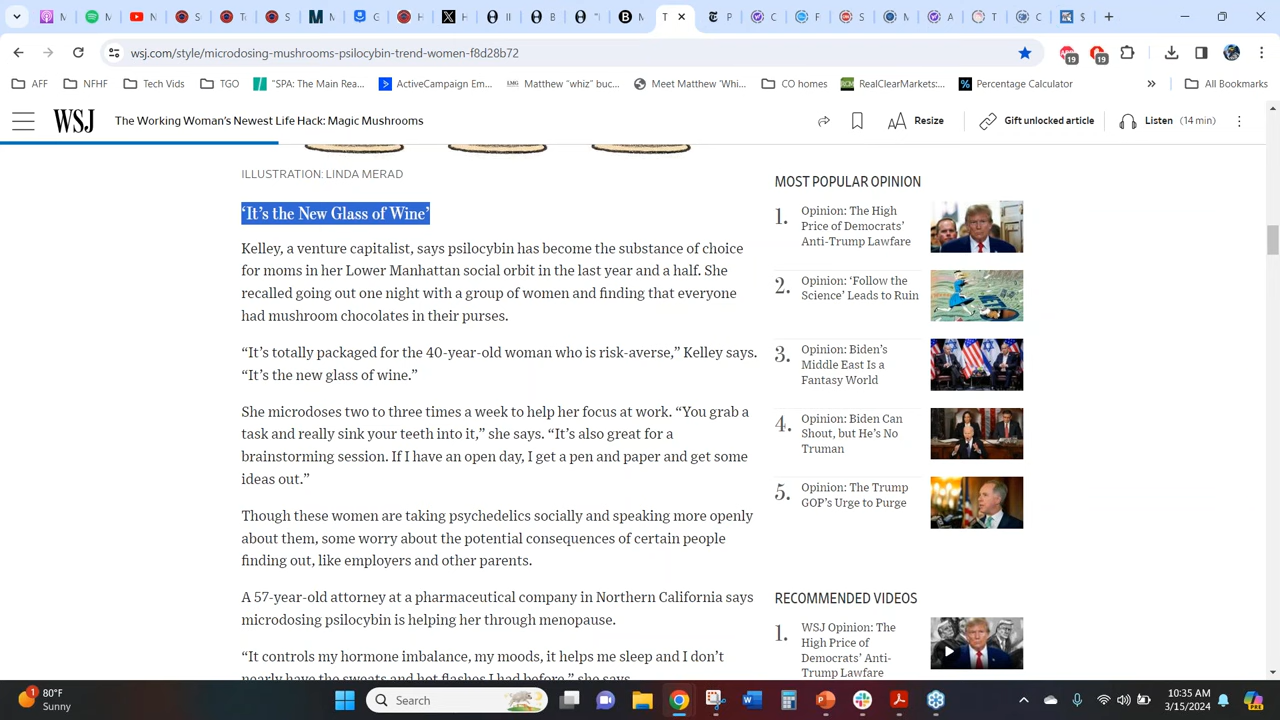 wsj.com/style/microdosing-mushrooms-psilocybin-trend-women-f8d28b72
19
19
AFF
NFHF
Tech Vids
TGO
"SPA: The Main Rea...
ActiveCampaign Em...
Matthew "whiz" buc...
Meet Matthew 'Whi...
CO homes
RealClearMarkets:...
Percentage Calculator
»
All Bookmarks
WSJ
The Working Woman's Newest Life Hack: Magic Mushrooms
AA Resize
Gift unlocked article
Listen (14 min)
ILLUSTRATION: LINDA MERAD
‘It's the New Glass of Wine’
Kelley, a venture capitalist, says psilocybin has become the substance of choice
for moms in her Lower Manhattan social orbit in the last year and a half. She
recalled going out one night with a group of women and finding that everyone
had mushroom chocolates in their purses.
“It's totally packaged for the 40-year-old woman who is risk-averse,” Kelley says.
“It's the new glass of wine.”
She microdoses two to three times a week to help her focus at work. “You grab a
task and really sink your teeth into it,” she says. “It's also great for a
brainstorming session. If I have an open day, I get a pen and paper and get some
ideas out.”
Though these women are taking psychedelics socially and speaking more openly
about them, some worry about the potential consequences of certain people
finding out, like employers and other parents.
A 57-year-old attorney at a pharmaceutical company in Northern California says
microdosing psilocybin is helping her through menopause.
“It controls my hormone imbalance, my moods, it helps me sleep and I don't
nearly have the sweats and hot flashes I had before,” she says.
MOST POPULAR OPINION
1. Opinion: The High
Price of Democrats'
Anti-Trump Lawfare
2. Opinion: ‘Follow the
Science’ Leads to Ruin
3. Opinion: Biden's
Middle East Is a
Fantasy World
4. Opinion: Biden Can
Shout, but He's No
Truman
5. Opinion: The Trump
GOP's Urge to Purge
RECOMMENDED VIDEOS
1. WSJ Opinion: The
High Price of
Democrats' Anti-
Trump Lawfare
1
80°F
Sunny
Search
10:35 AM
3/15/2024